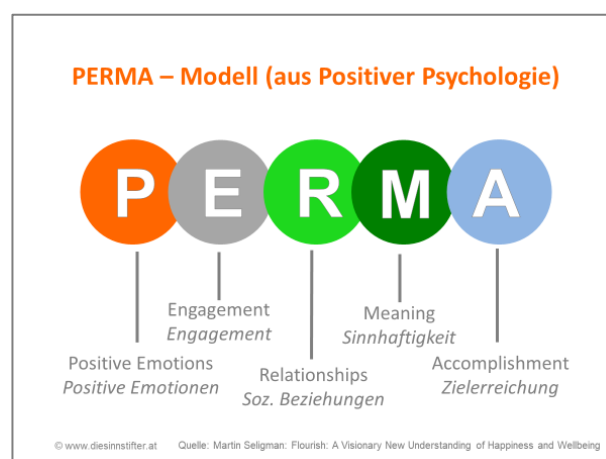 PERMA – Modell (aus Positiver Psychologie)
P E R M A
Engagement
Engagement
Meaning
Sinnhaftigkeit
Positive Emotions
Positive Emotionen
Relationships
Soz. Beziehungen
Accomplishment
Zielerreichung
© www.diesinnstifter.at Quelle: Martin Seligman: Flourish: A Visionary New Understanding of Happiness and Wellbeing